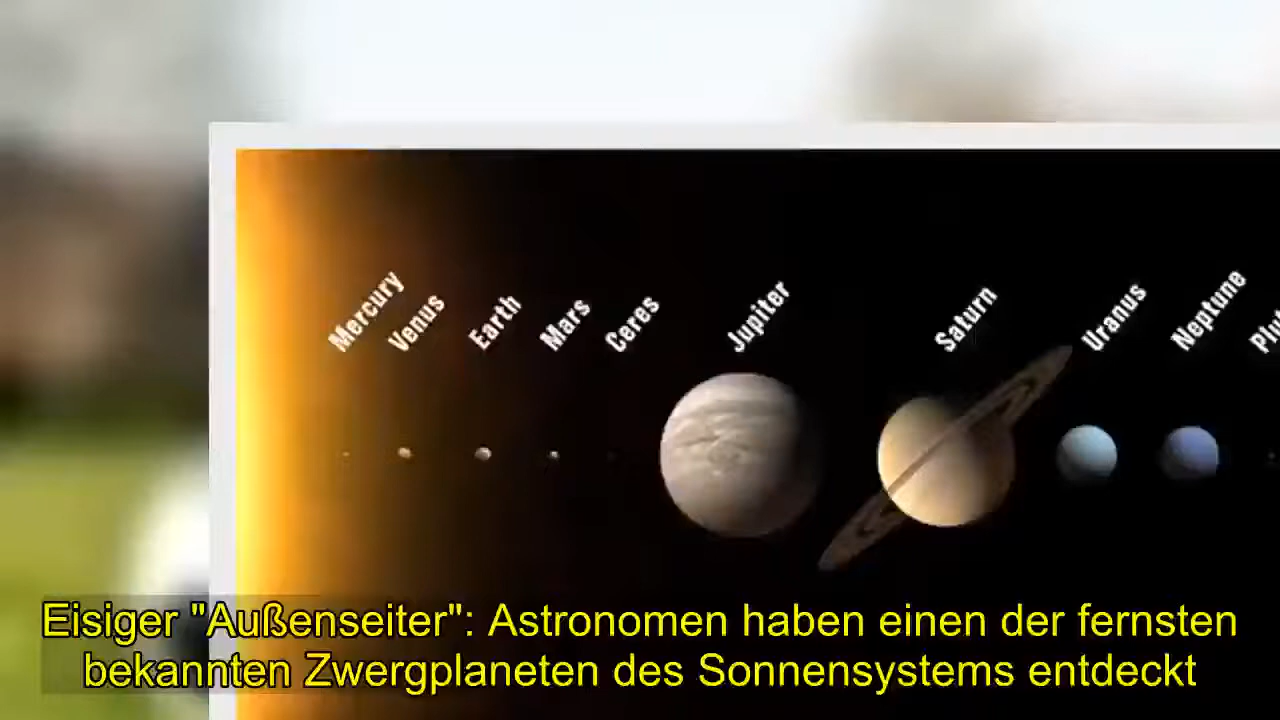 Mercury
Venus
Earth
Mars
Ceres
Jupiter
Saturn
Uranus
Neptune
Eisiger "Außenseiter": Astronomen haben einen der fernsten
bekannten Zwergplaneten des Sonnensystems entdeckt